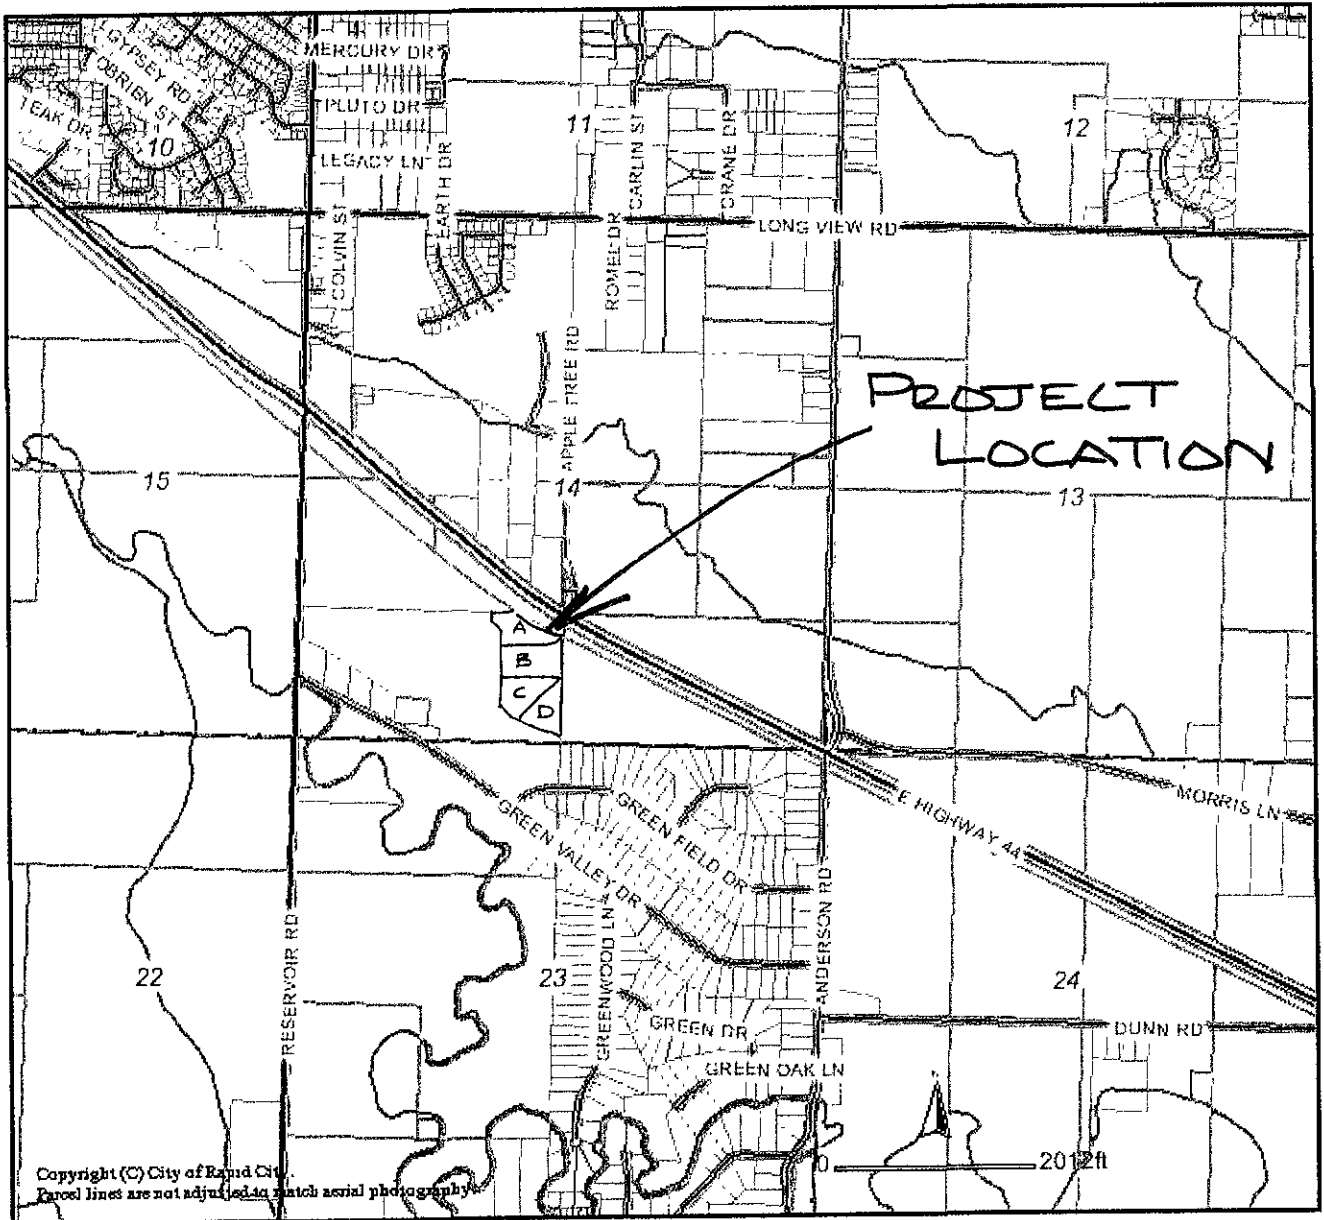 MERCURY DR
GYPSEY RD
OBRIEN ST
TEAK DR
10
PLUTO DR
LEGACY LN
EARTH DR
COLVIN ST
11
CARLIN ST
CRANE DR
12
ROMEL DR
LONG VIEW RD
APPLE TREE RD
PROJECT
LOCATION
15
14
13
A
B
C
D
GREEN VALLEY DR
GREEN FIELD DR
E HIGHWAY 44
MORRIS LN
RESERVOIR RD
GREENWOOD LN
ANDERSON RD
22
23
24
GREEN DR
DUNN RD
GREEN OAK LN
0 2012ft
Copyright (C) City of Rapid City.
Parcel lines are not adjusted to match aerial photography.